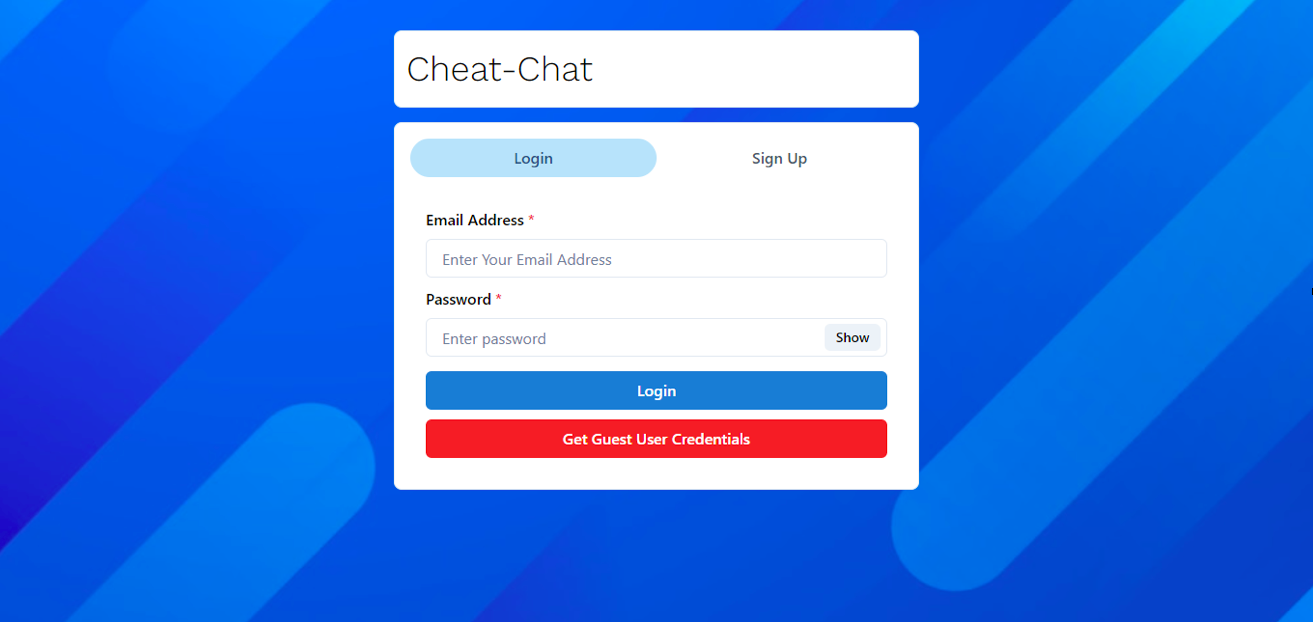 Cheat-Chat
Login Sign Up
Email Address *
Enter Your Email Address
Password *
Enter password Show
Login
Get Guest User Credentials